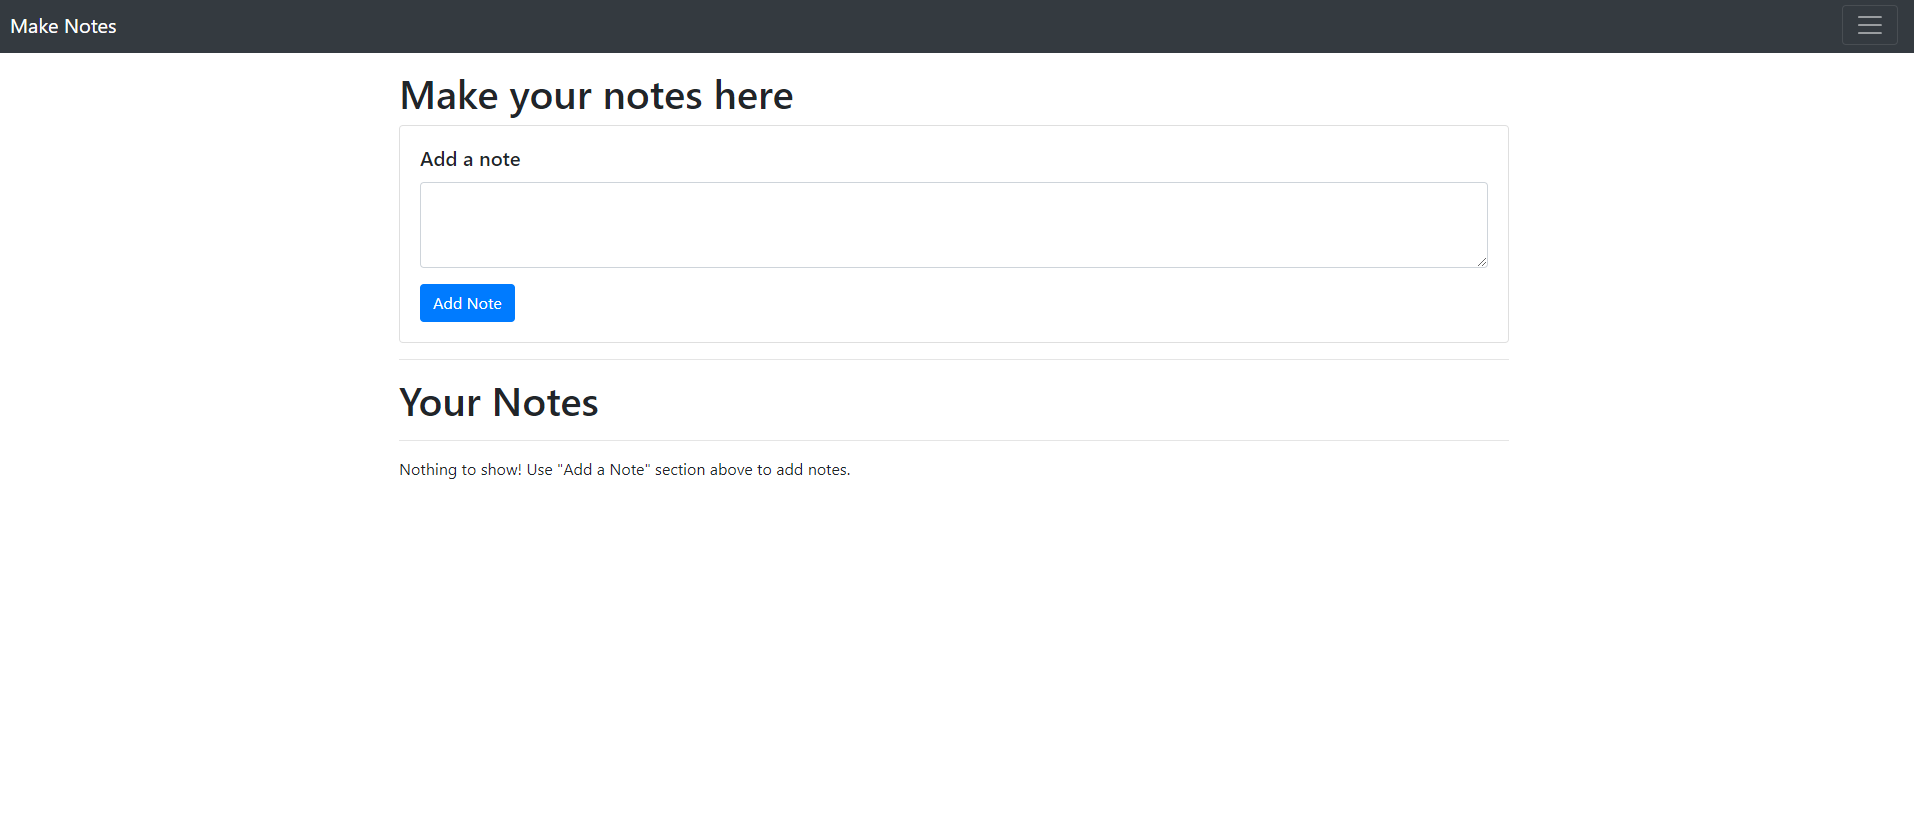 Make Notes
Make your notes here
Add a note
Add Note
Your Notes
Nothing to show! Use "Add a Note" section above to add notes.